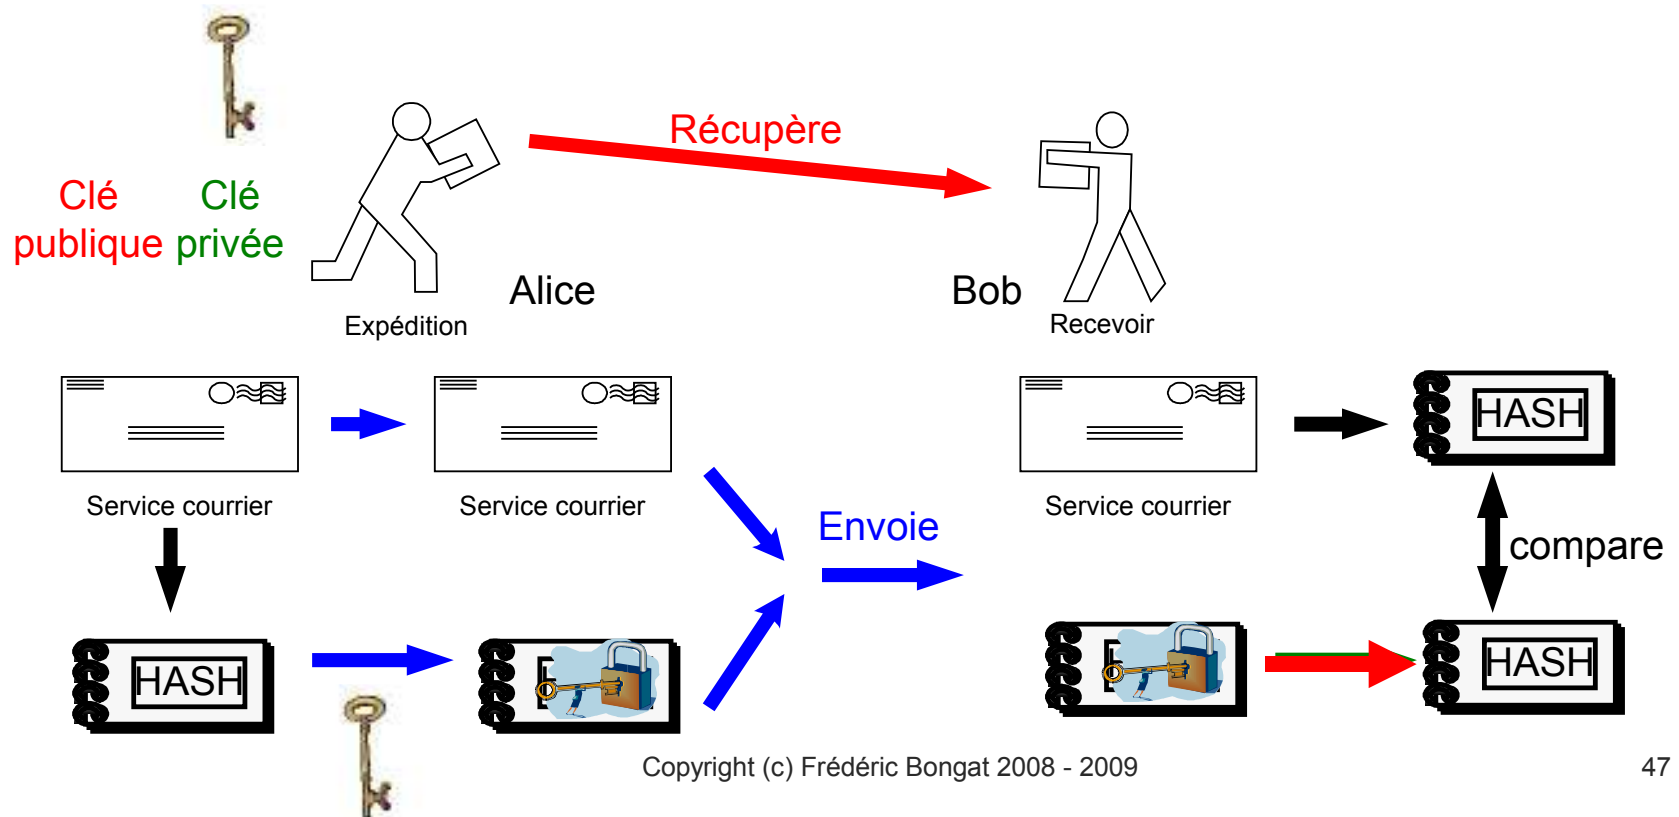 Récupère
Clé
publique
Clé
privée
Alice
Bob
Expédition
Recevoir
HASH
Service courrier
Service courrier
Service courrier
Envoie
compare
HASH
HASH
Copyright (c) Frédéric Bongat 2008 - 2009
47